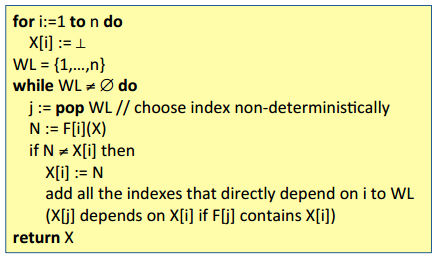 for i:=1 to n do
X[i] := ⊥
WL = {1,...,n}
while WL ≠ ∅ do
j := pop WL // choose index non-deterministically
N := F[i](X)
if N ≠ X[i] then
X[i] := N
add all the indexes that directly depend on i to WL
(X[j] depends on X[i] if F[j] contains X[i])
return X